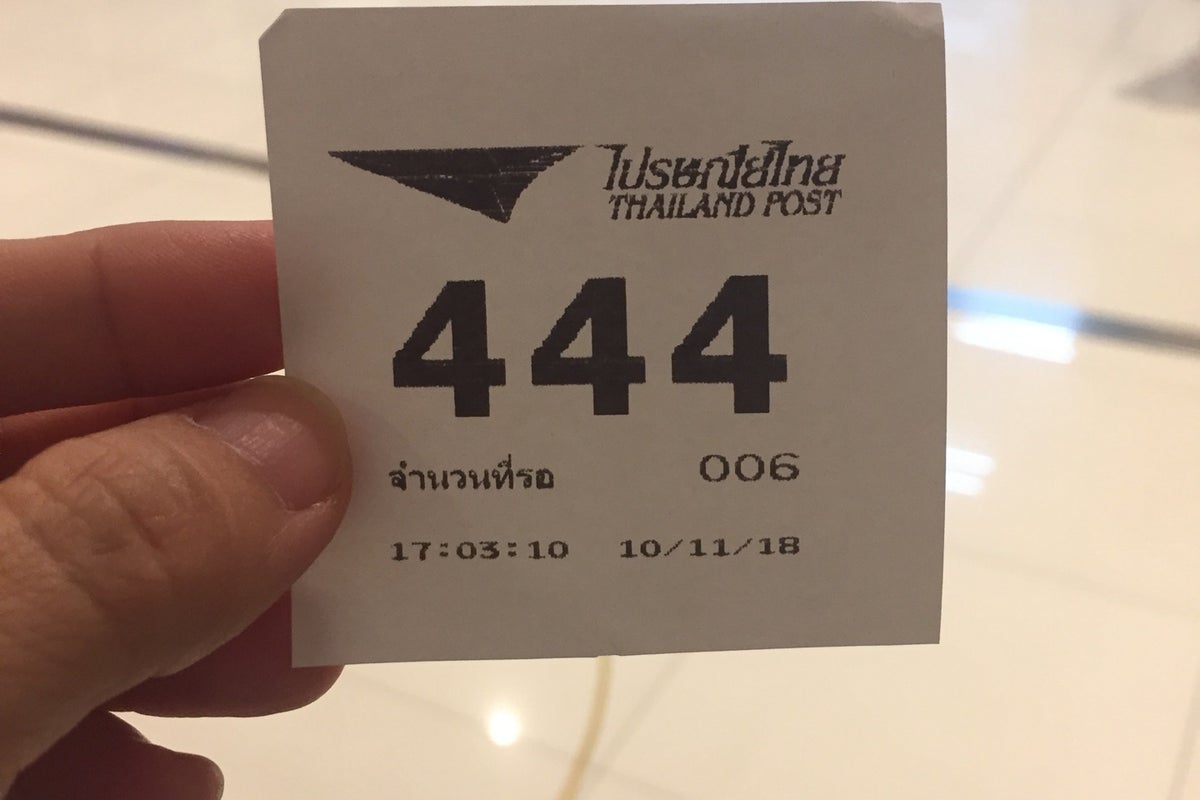 ไปรษณีย์ไทย
THAILAND POST
444
จำนวนที่รอ 006
17:03:10 10/11/18